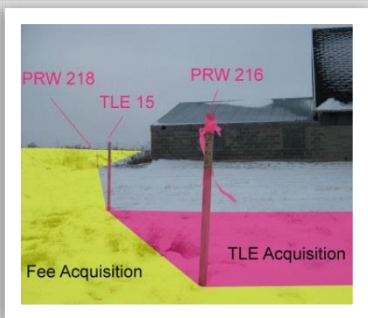 PRW 218
PRW 216
TLE 15
TLE Acquisition
Fee Acquisition